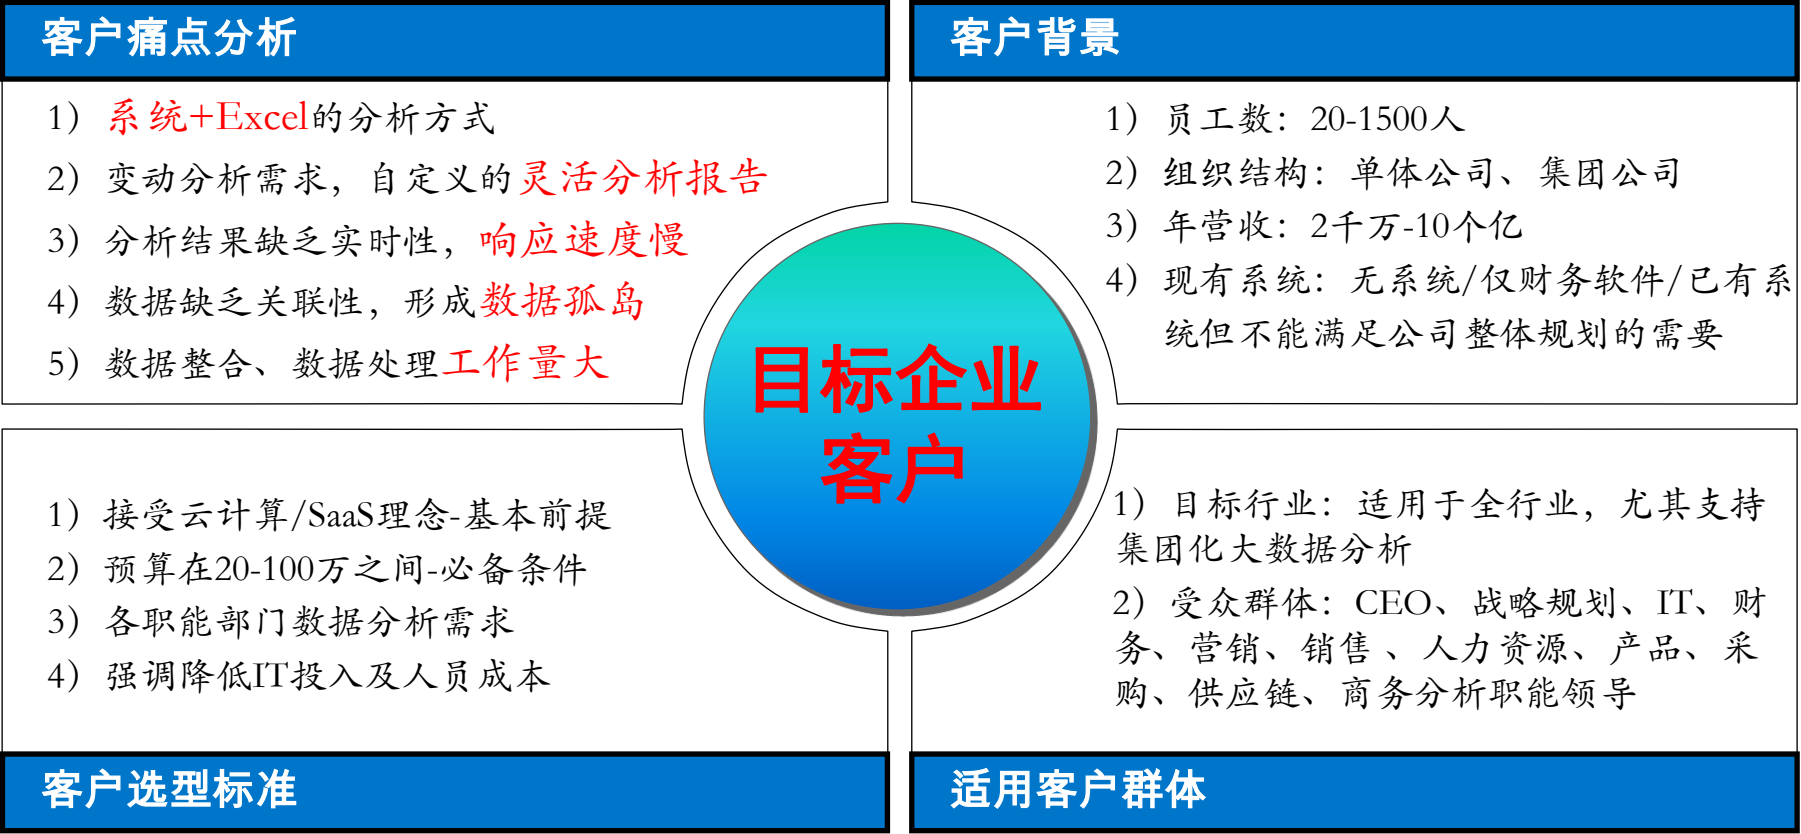 客户痛点分析
1）系统+Excel的分析方式
2）变动分析需求，自定义的灵活分析报告
3）分析结果缺乏实时性，响应速度慢
4）数据缺乏关联性，形成数据孤岛
5）数据整合、数据处理工作量大
客户背景
1）员工数：20-1500人
2）组织结构：单体公司、集团公司
3）年营收：2千万-10个亿
4）现有系统：无系统/仅财务软件/已有系
统但不能满足公司整体规划的需要
目标企业
客户
1）接受云计算/SaaS理念-基本前提
2）预算在20-100万之间-必备条件
3）各职能部门数据分析需求
4）强调降低IT投入及人员成本
客户选型标准
1）目标行业：适用于全行业，尤其支持
集团化大数据分析
2）受众群体：CEO、战略规划、IT、财
务、营销、销售 、人力资源、产品、采
购、供应链、商务分析职能领导
适用客户群体